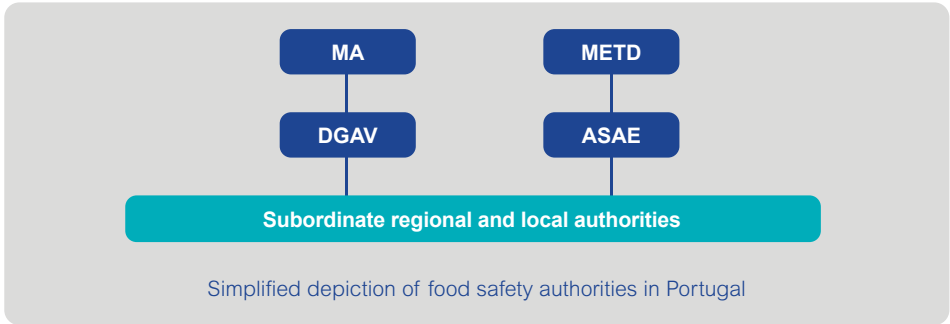 MA
METD
DGAV
ASAE
Subordinate regional and local authorities
Simplified depiction of food safety authorities in Portugal